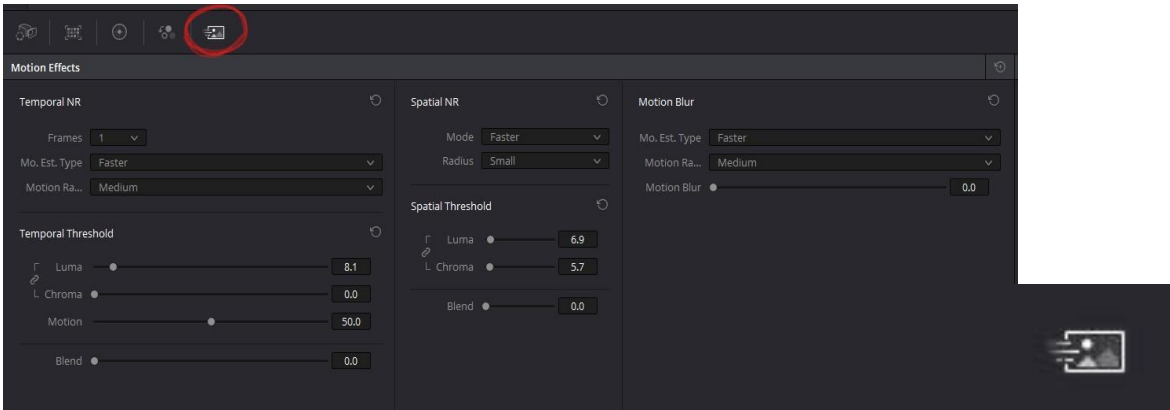 Motion Effects
Temporal NR
Frames 1
Mo. Est. Type Faster
Motion Ra... Medium
Temporal Threshold
Luma 8.1
Chroma 0.0
Motion 50.0
Blend 0.0
Spatial NR
Mode Faster
Radius Small
Spatial Threshold
Luma 6.9
Chroma 5.7
Blend 0.0
Motion Blur
Mo. Est. Type Faster
Motion Ra... Medium
Motion Blur 0.0